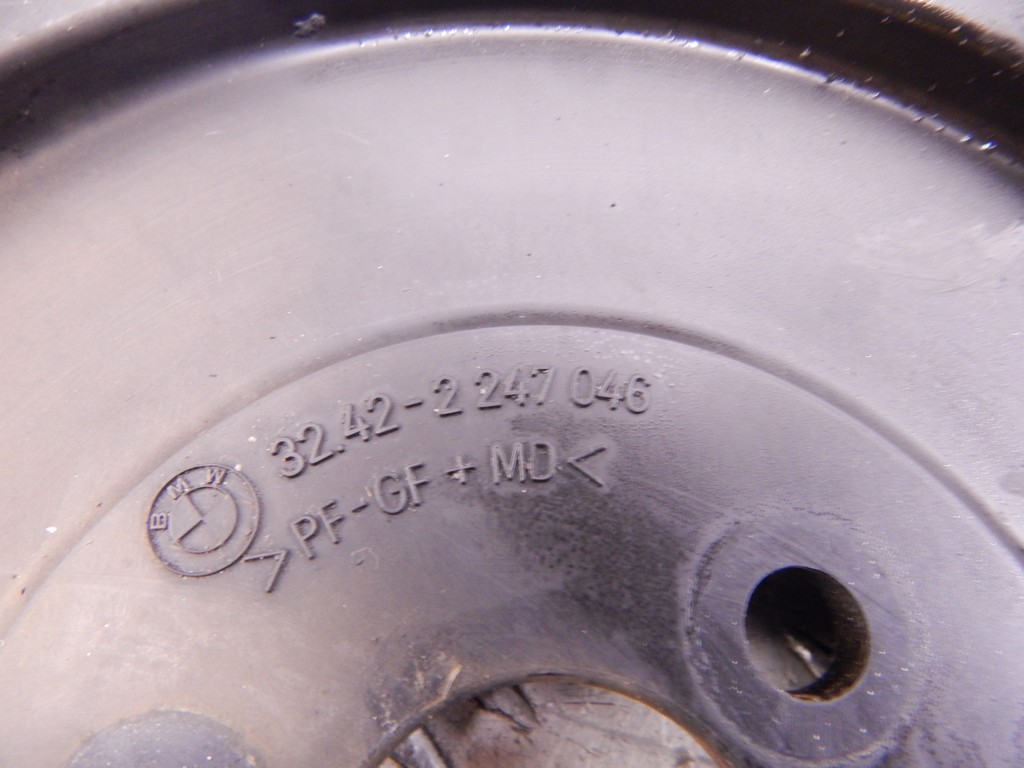 BMW
32.42-2 247 046
>PF-GF + MD<